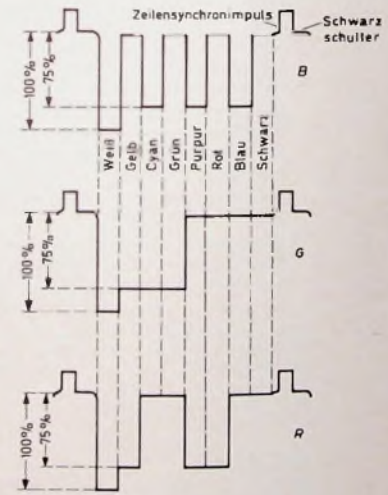 Zeilensynchronimpuls
Schwarz
schulter
100%
75%
B
Weiß
Gelb
Cyan
Grün
Purpur
Rot
Blau
Schwarz
100%
75%
G
100%
75%
R